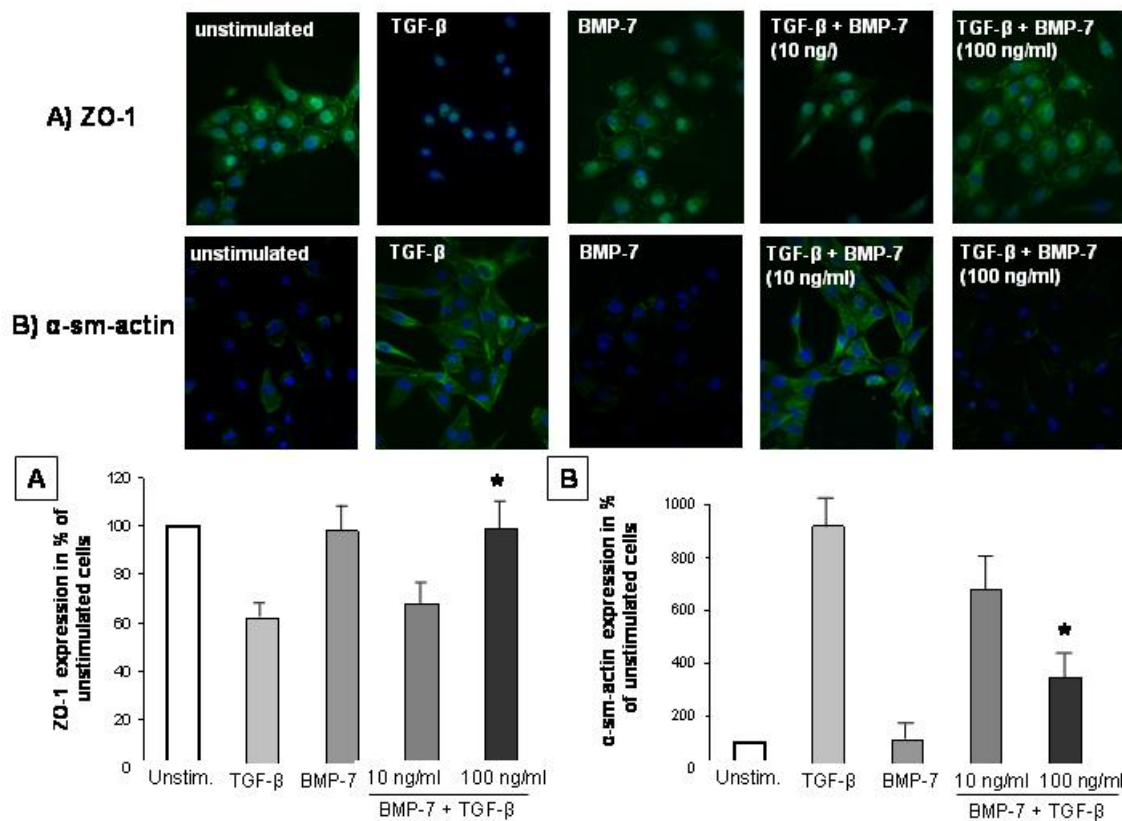 unstimulated
TGF-β
BMP-7
TGF-β + BMP-7
(10 ng/)
TGF-β + BMP-7
(100 ng/ml)
A) ZO-1
unstimulated
TGF-β
BMP-7
TGF-β + BMP-7
(10 ng/ml)
TGF-β + BMP-7
(100 ng/ml)
B) α-sm-actin
A
ZO-1 expression in % of
unstimulated cells
120
100
80
60
40
20
0
*
Unstim.
TGF-β
BMP-7
10 ng/ml
100 ng/ml
BMP-7 + TGF-β
B
α-sm-actin expression in %
of unstimulated cells
1000
800
600
400
200
0
*
Unstim.
TGF-β
BMP-7
10 ng/ml
100 ng/ml
BMP-7 + TGF-β